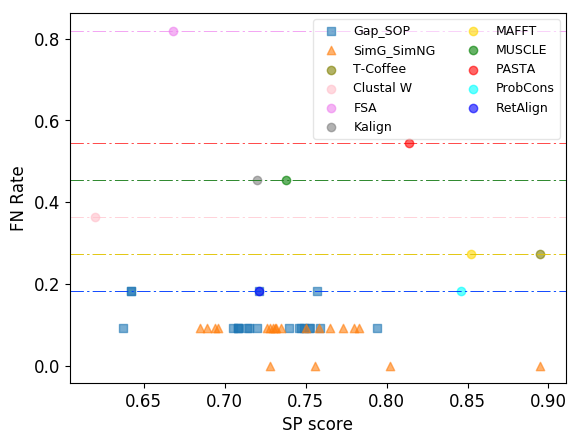 0.8
0.6
0.4
0.2
0.0
FN Rate
0.65
0.70
0.75
0.80
0.85
0.90
SP score
Gap_SOP
SimG_SimNG
T-Coffee
Clustal W
FSA
Kalign
MAFFT
MUSCLE
PASTA
ProbCons
RetAlign